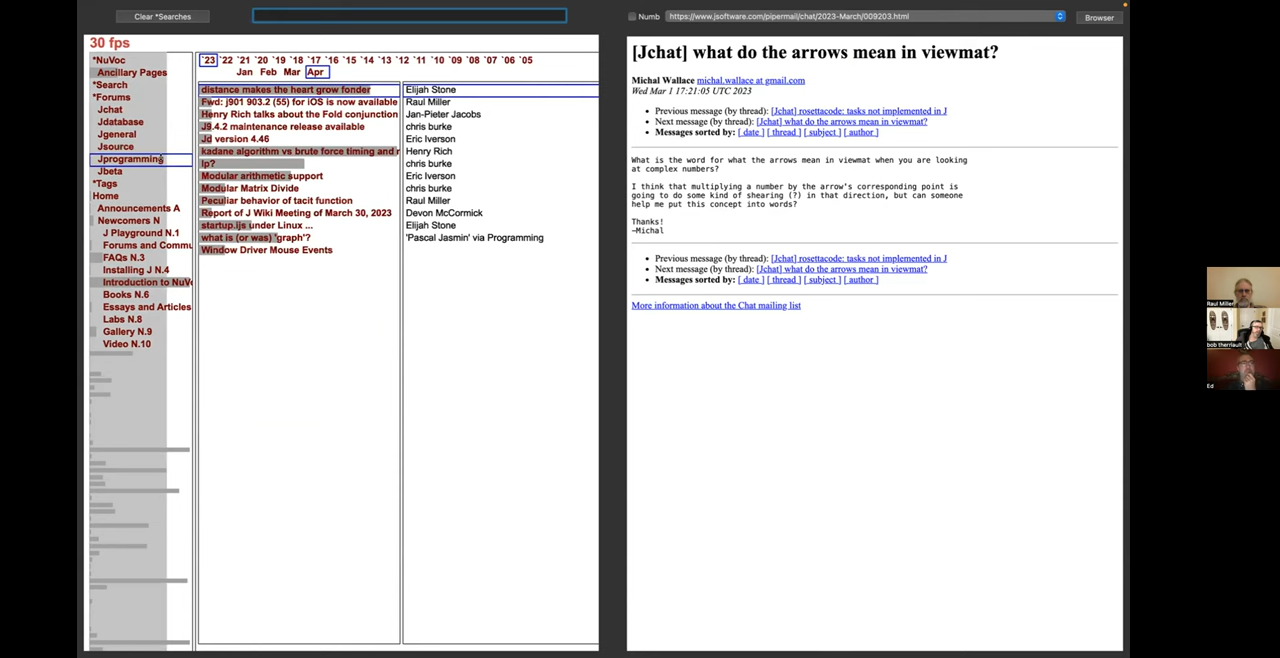 Clear *Searches
Numb
https://www.jsoftware.com/pipermail/chat/2023-March/009203.html
Browser
30 fps
*NuVoc
Ancillary Pages
*Search
*Forums
Jchat
Jdatabase
Jgeneral
Jsource
Jprogramming
Jbeta
*Tags
Home
Announcements A
Newcomers N
J Playground N.1
Forums and Commu
FAQs N.3
Installing J N.4
Introduction to NuVo
Books N.6
Essays and Articles
Labs N.8
Gallery N.9
Video N.10
`23 `22 `21 `20 `19 `18 `17 `16 `15 `14 `13 `12 `11 `10 `09 `08 `07 `06 `05
Jan Feb Mar Apr
distance makes the heart grow fonder
Fwd: j901 903.2 (55) for iOS is now available
Henry Rich talks about the Fold conjunction
J9.4.2 maintenance release available
Jd version 4.46
kadane algorithm vs brute force timing and r
lp?
Modular arithmetic support
Modular Matrix Divide
Peculiar behavior of tacit function
Report of J Wiki Meeting of March 30, 2023
startup.ijs under Linux ...
what is (or was) 'graph'?
Window Driver Mouse Events
Elijah Stone
Raul Miller
Jan-Pieter Jacobs
chris burke
Eric Iverson
Henry Rich
chris burke
Eric Iverson
chris burke
Raul Miller
Devon McCormick
Elijah Stone
'Pascal Jasmin' via Programming
[Jchat] what do the arrows mean in viewmat?
Michal Wallace michal.wallace at gmail.com
Wed Mar 1 17:21:05 UTC 2023
Previous message (by thread): [Jchat] rosettacode: tasks not implemented in J
Next message (by thread): [Jchat] what do the arrows mean in viewmat?
Messages sorted by: [ date ] [ thread ] [ subject ] [ author ]
What is the word for what the arrows mean in viewmat when you are looking
at complex numbers?
I think that multiplying a number by the arrow's corresponding point is
going to do some kind of shearing (?) in that direction, but can someone
help me put this concept into words?
Thanks!
-Michal
Previous message (by thread): [Jchat] rosettacode: tasks not implemented in J
Next message (by thread): [Jchat] what do the arrows mean in viewmat?
Messages sorted by: [ date ] [ thread ] [ subject ] [ author ]
More information about the Chat mailing list
Raul Miller
bob therriault
Ed